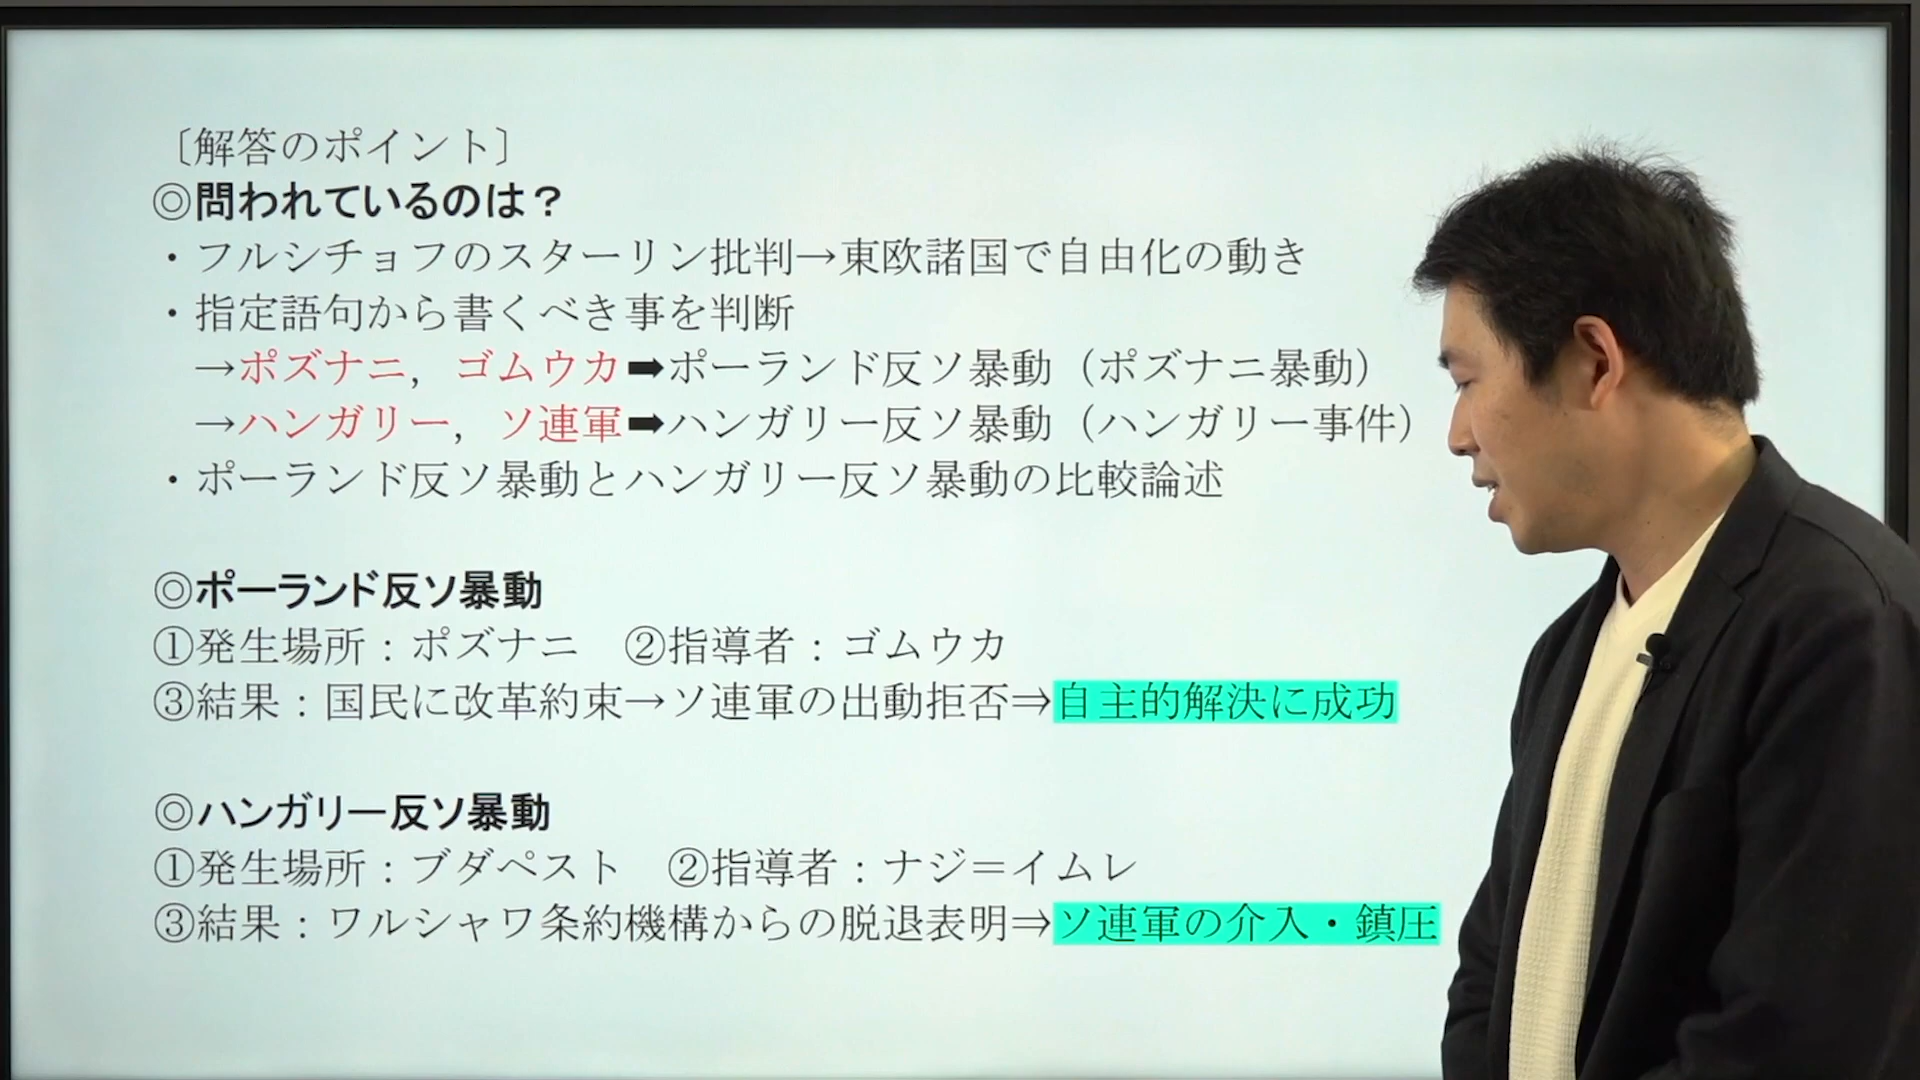 〔解答のポイント〕
◎問われているのは？
・フルシチョフのスターリン批判→東欧諸国で自由化の動き
・指定語句から書くべき事を判断
→ポズナニ，ゴムウカ➡ポーランド反ソ暴動（ポズナニ暴動）
→ハンガリー，ソ連軍➡ハンガリー反ソ暴動（ハンガリー事件）
・ポーランド反ソ暴動とハンガリー反ソ暴動の比較論述
◎ポーランド反ソ暴動
①発生場所：ポズナニ　②指導者：ゴムウカ
③結果：国民に改革約束→ソ連軍の出動拒否⇒自主的解決に成功
◎ハンガリー反ソ暴動
①発生場所：ブダペスト　②指導者：ナジ＝イムレ
③結果：ワルシャワ条約機構からの脱退表明⇒ソ連軍の介入・鎮圧